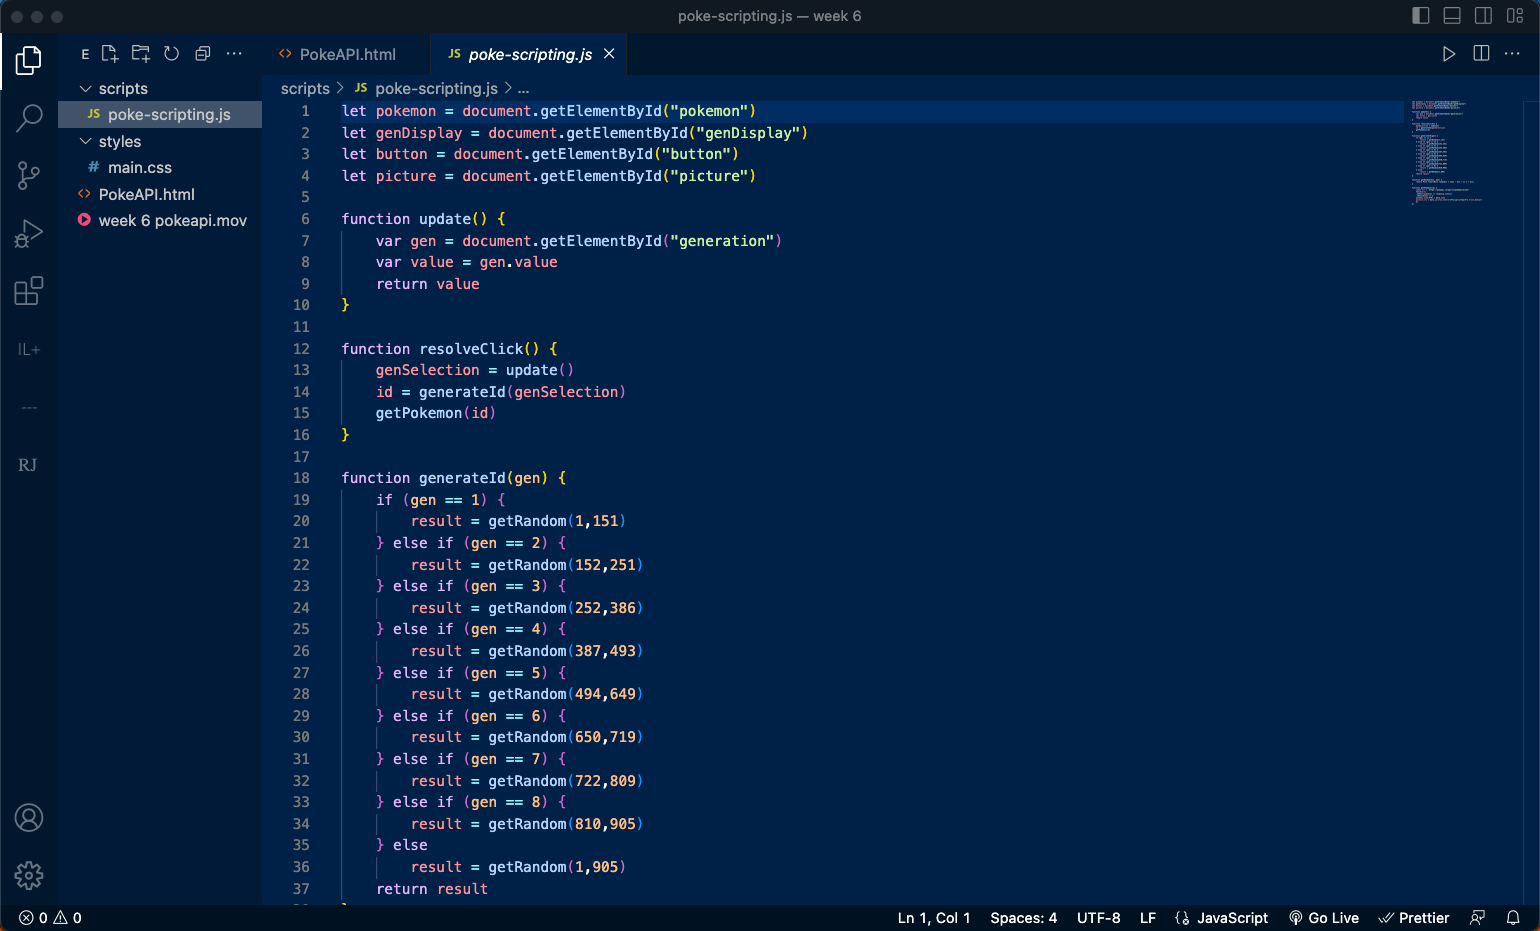 poke-scripting.js — week 6
E
scripts
JS poke-scripting.js
styles
# main.css
<> PokeAPI.html
week 6 pokeapi.mov
IL+
---
RJ
<> PokeAPI.html
JS poke-scripting.js
scripts > JS poke-scripting.js > ...
1 let pokemon = document.getElementById("pokemon")
2 let genDisplay = document.getElementById("genDisplay")
3 let button = document.getElementById("button")
4 let picture = document.getElementById("picture")
5
6 function update() {
7     var gen = document.getElementById("generation")
8     var value = gen.value
9     return value
10 }
11
12 function resolveClick() {
13     genSelection = update()
14     id = generateId(genSelection)
15     getPokemon(id)
16 }
17
18 function generateId(gen) {
19     if (gen == 1) {
20         result = getRandom(1,151)
21     } else if (gen == 2) {
22         result = getRandom(152,251)
23     } else if (gen == 3) {
24         result = getRandom(252,386)
25     } else if (gen == 4) {
26         result = getRandom(387,493)
27     } else if (gen == 5) {
28         result = getRandom(494,649)
29     } else if (gen == 6) {
30         result = getRandom(650,719)
31     } else if (gen == 7) {
32         result = getRandom(722,809)
33     } else if (gen == 8) {
34         result = getRandom(810,905)
35     } else
36         result = getRandom(1,905)
37     return result
0 0
Ln 1, Col 1 Spaces: 4 UTF-8 LF JavaScript Go Live Prettier